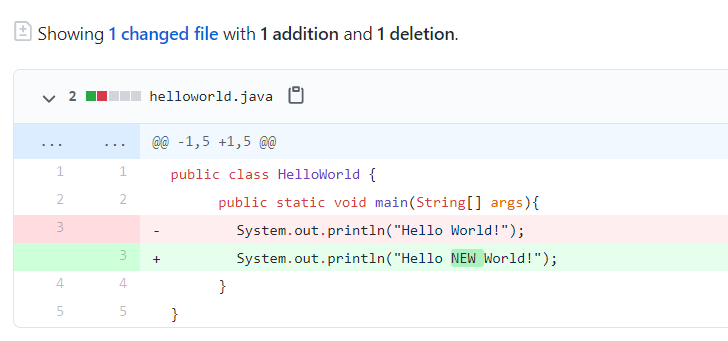 Showing 1 changed file with 1 addition and 1 deletion.
2 helloworld.java
... ... @@ -1,5 +1,5 @@
1 1 public class HelloWorld {
2 2 public static void main(String[] args){
3 - System.out.println("Hello World!");
3 + System.out.println("Hello NEW World!");
4 4 }
5 5 }